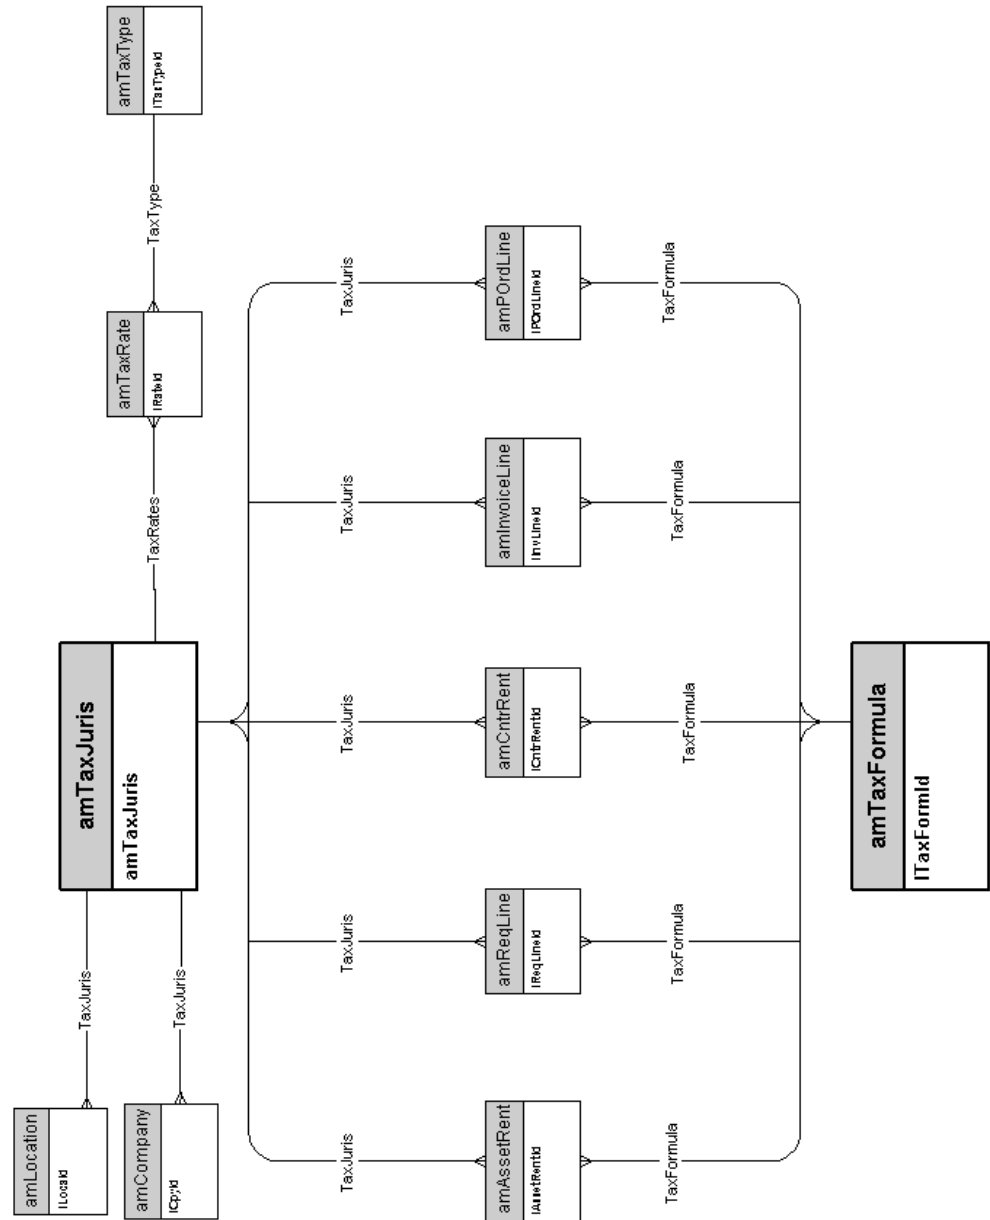 amTaxType
lTaxTypeId
TaxType
amTaxRate
lRateId
TaxRates
amTaxJuris
amTaxJuris
TaxJuris
amLocation
lLocaId
TaxJuris
amCompany
lCpyId
TaxJuris
amPOrdLine
lPOrdLineId
TaxFormula
TaxJuris
amInvoiceLine
lInvLineId
TaxFormula
TaxJuris
amCntrRent
lCntrRentId
TaxFormula
TaxJuris
amReqLine
lReqLineId
TaxFormula
TaxJuris
amAssetRent
lAssetRentId
TaxFormula
amTaxFormula
lTaxFormId